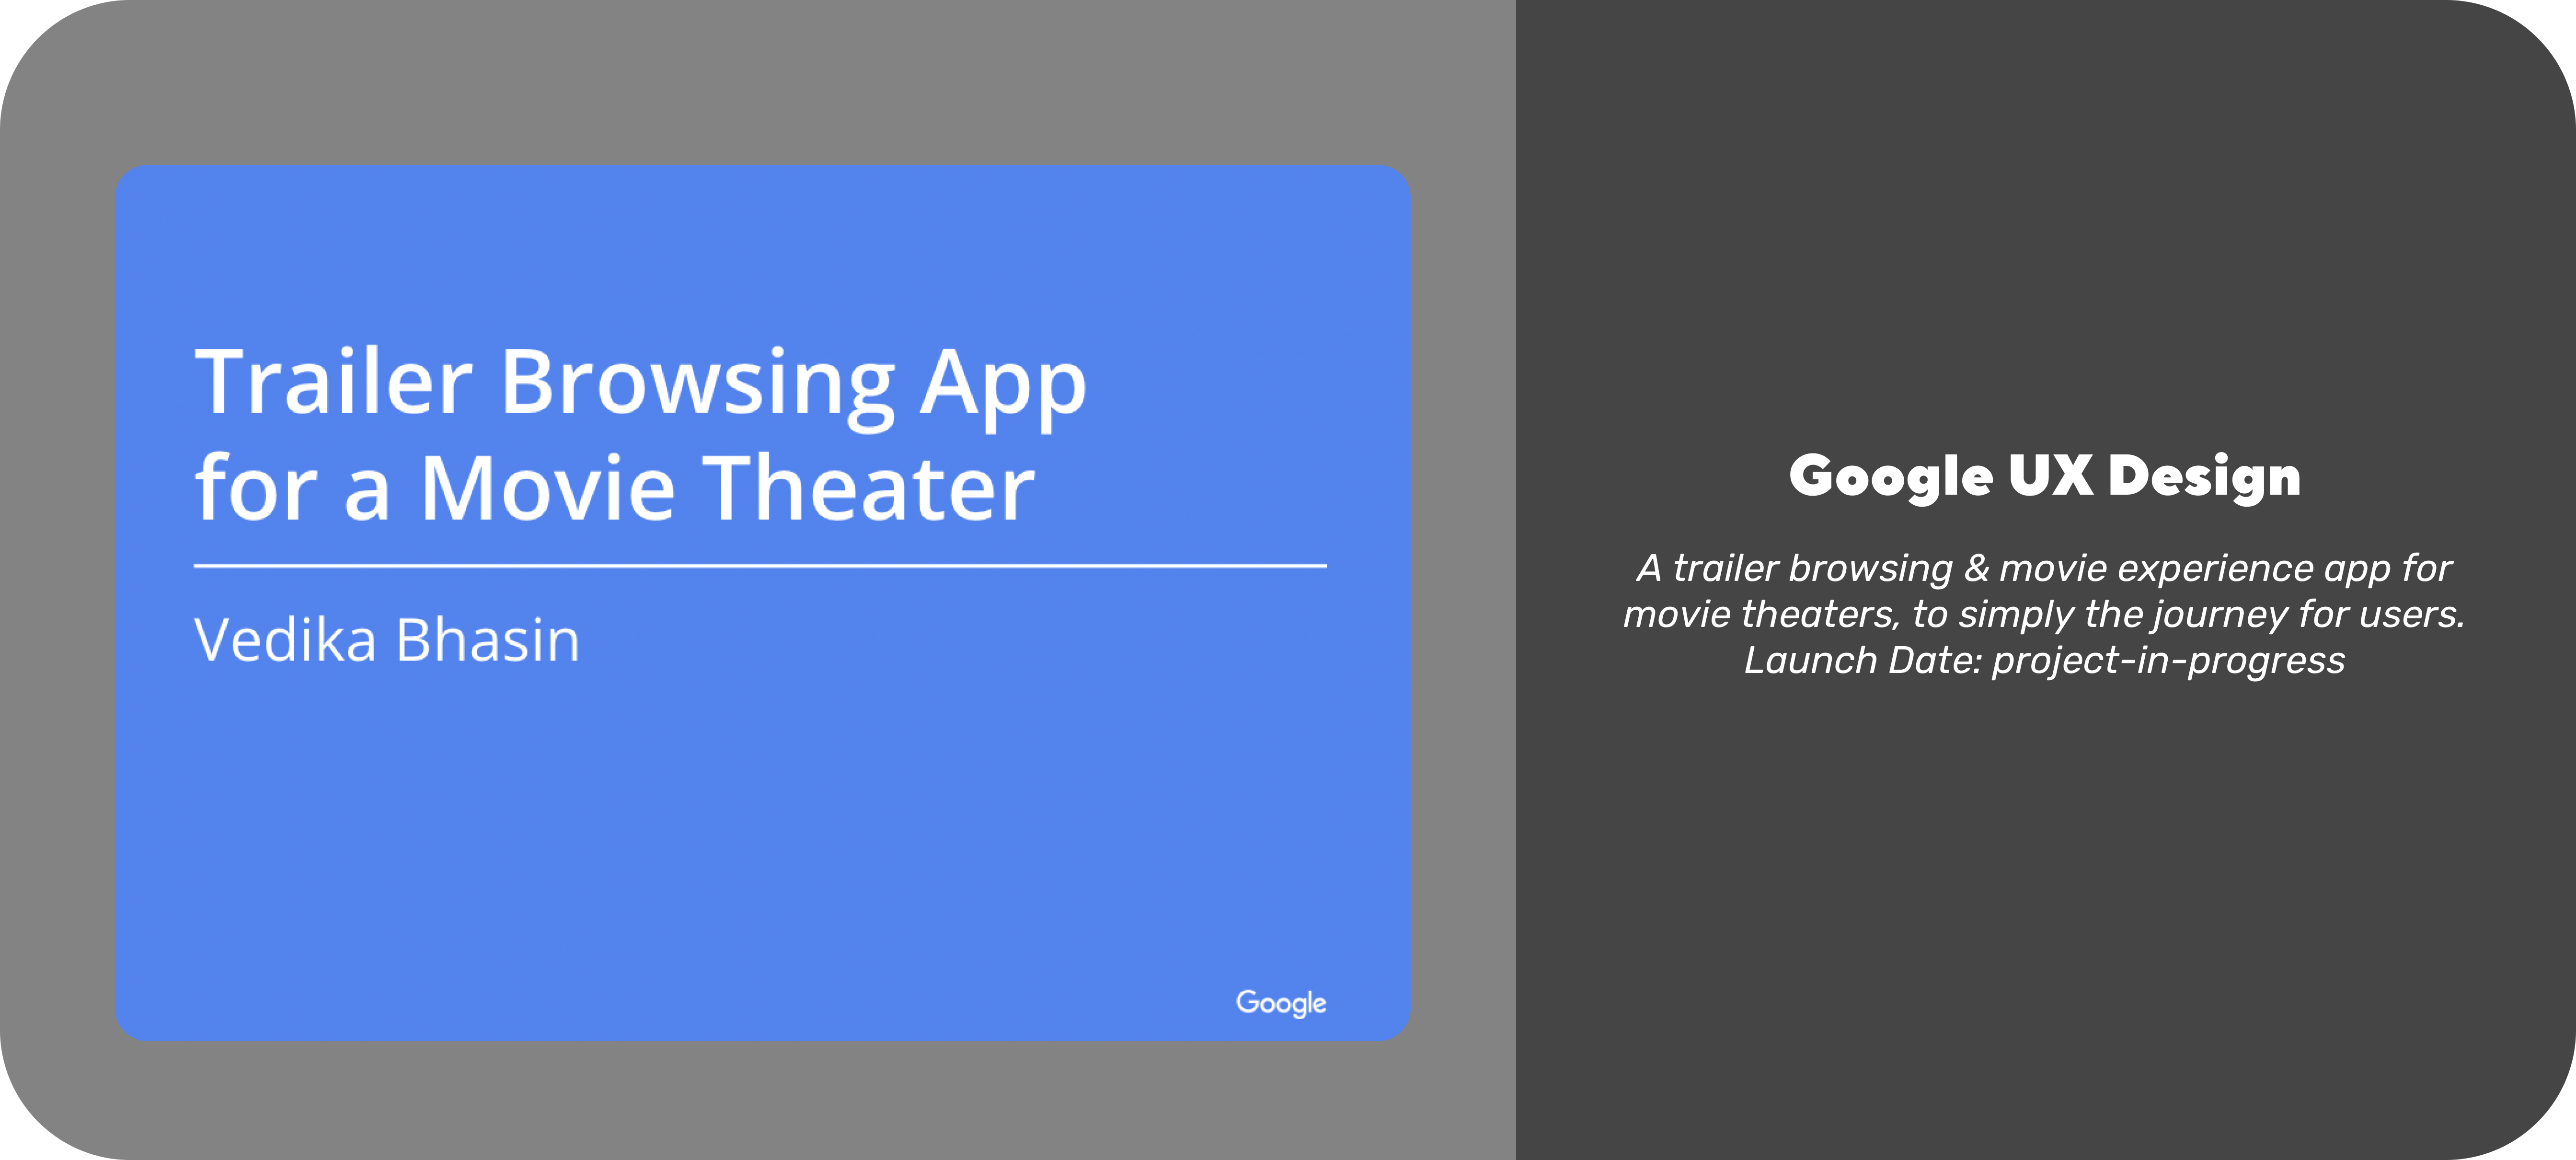 Trailer Browsing App
for a Movie Theater
Vedika Bhasin
Google
Google UX Design
A trailer browsing & movie experience app for
movie theaters, to simply the journey for users.
Launch Date: project-in-progress